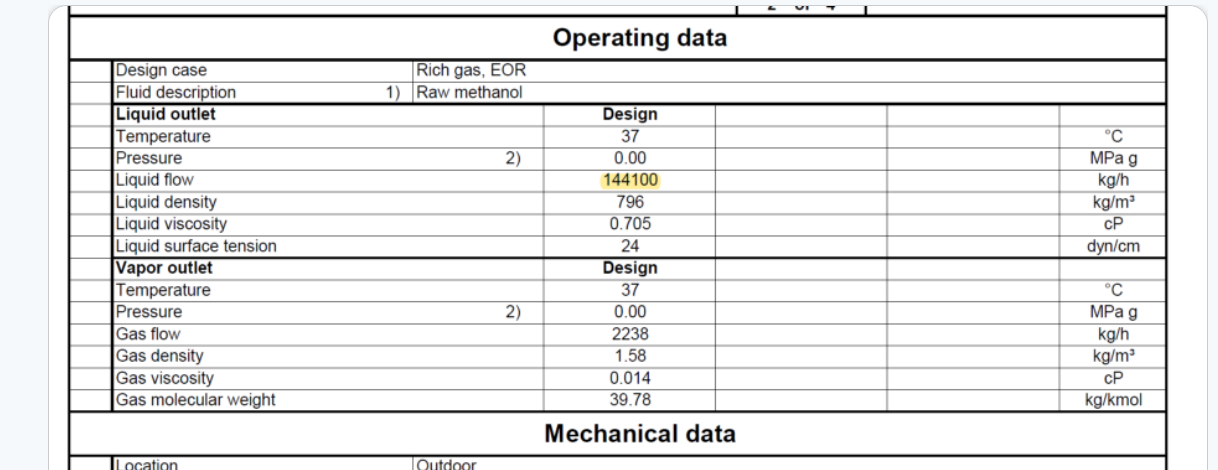 2 of 4
Operating data
Design case Rich gas, EOR
Fluid description 1) Raw methanol
Liquid outlet Design
Temperature 37 °C
Pressure 2) 0.00 MPa g
Liquid flow 144100 kg/h
Liquid density 796 kg/m³
Liquid viscosity 0.705 cP
Liquid surface tension 24 dyn/cm
Vapor outlet Design
Temperature 37 °C
Pressure 2) 0.00 MPa g
Gas flow 2238 kg/h
Gas density 1.58 kg/m³
Gas viscosity 0.014 cP
Gas molecular weight 39.78 kg/kmol
Mechanical data
Location Outdoor